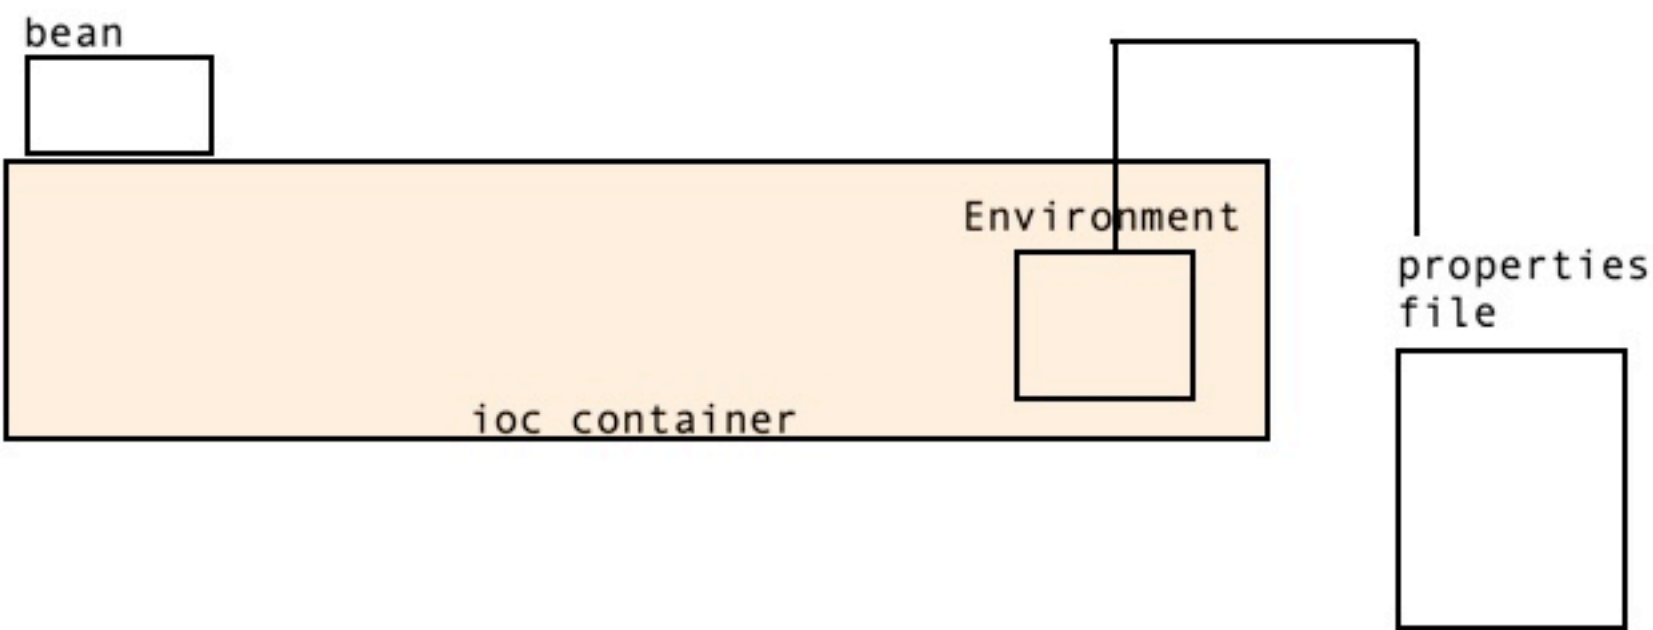 bean
Environment
properties
file
ioc container